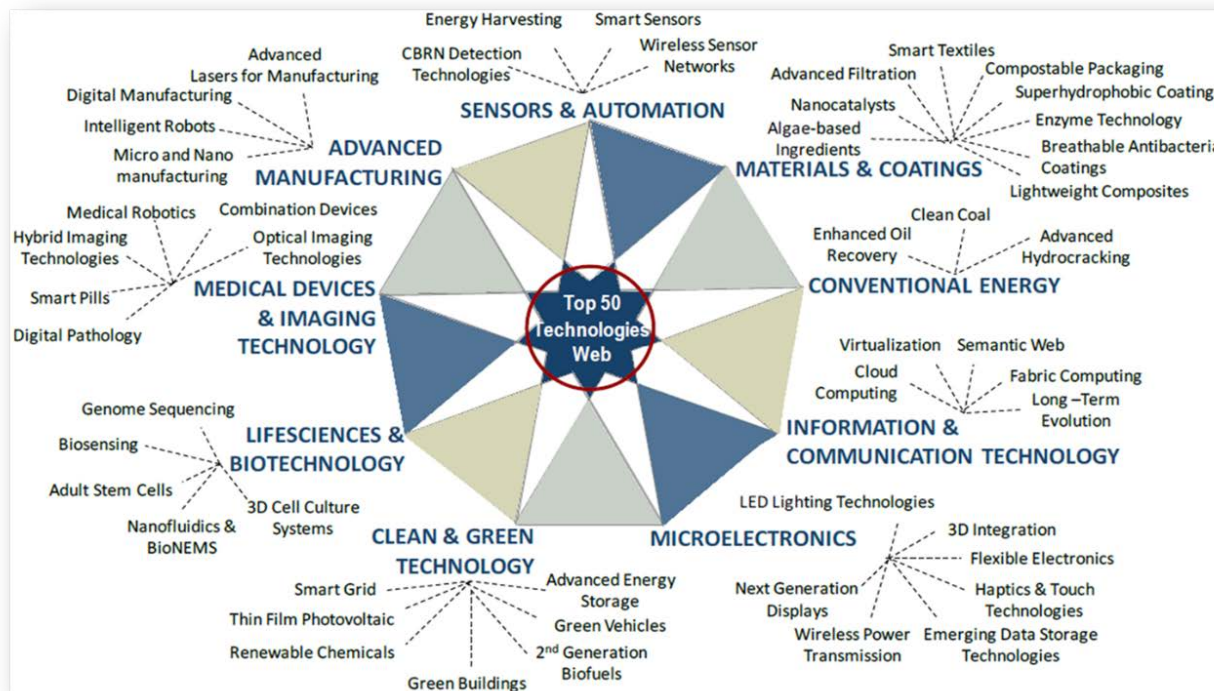 Energy Harvesting
Smart Sensors
CBRN Detection
Technologies
Wireless Sensor
Networks
SENSORS & AUTOMATION
Smart Textiles
Advanced Filtration
Compostable Packaging
Superhydrophobic Coating
Nanocatalysts
Enzyme Technology
Algae-based
Ingredients
Breathable Antibacteria
Coatings
Lightweight Composites
MATERIALS & COATINGS
Clean Coal
Enhanced Oil
Recovery
Advanced
Hydrocracking
CONVENTIONAL ENERGY
Virtualization
Semantic Web
Cloud
Computing
Fabric Computing
Long –Term
Evolution
INFORMATION &
COMMUNICATION TECHNOLOGY
LED Lighting Technologies
3D Integration
Flexible Electronics
Next Generation
Displays
Haptics & Touch
Technologies
Wireless Power
Transmission
Emerging Data Storage
Technologies
MICROELECTRONICS
CLEAN & GREEN
TECHNOLOGY
Smart Grid
Advanced Energy
Storage
Thin Film Photovoltaic
Green Vehicles
Renewable Chemicals
2nd Generation
Biofuels
Green Buildings
Genome Sequencing
Biosensing
Adult Stem Cells
3D Cell Culture
Systems
Nanofluidics &
BioNEMS
LIFESCIENCES &
BIOTECHNOLOGY
Medical Robotics
Combination Devices
Hybrid Imaging
Technologies
Optical Imaging
Technologies
Smart Pills
Digital Pathology
MEDICAL DEVICES
& IMAGING
TECHNOLOGY
Advanced
Lasers for Manufacturing
Digital Manufacturing
Intelligent Robots
Micro and Nano
manufacturing
ADVANCED
MANUFACTURING
Top 50
Technologies
Web